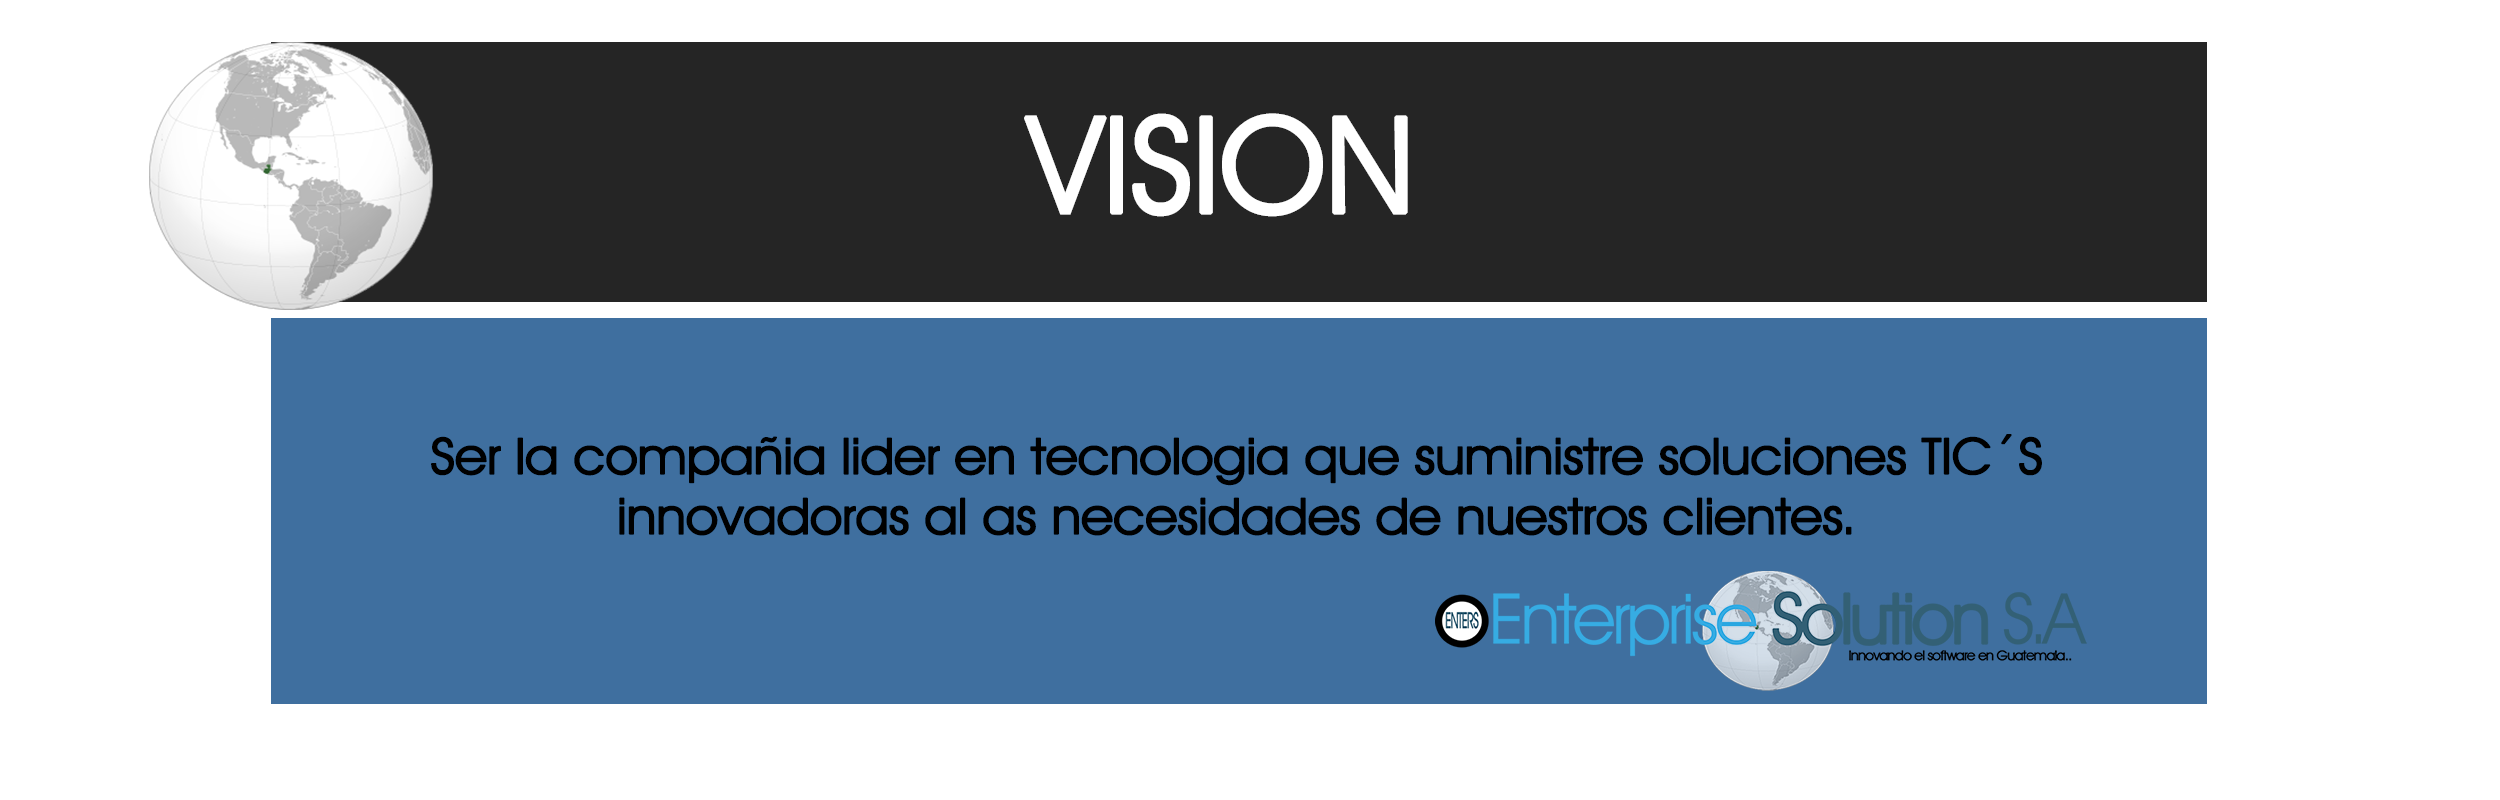 VISION
Ser la compañia lider en tecnologia que suministre soluciones TIC´S
innovadoras al as necesidades de nuestros clientes.
ENTERS Enterprise Solution S.A
Innovando el software en Guatemala..